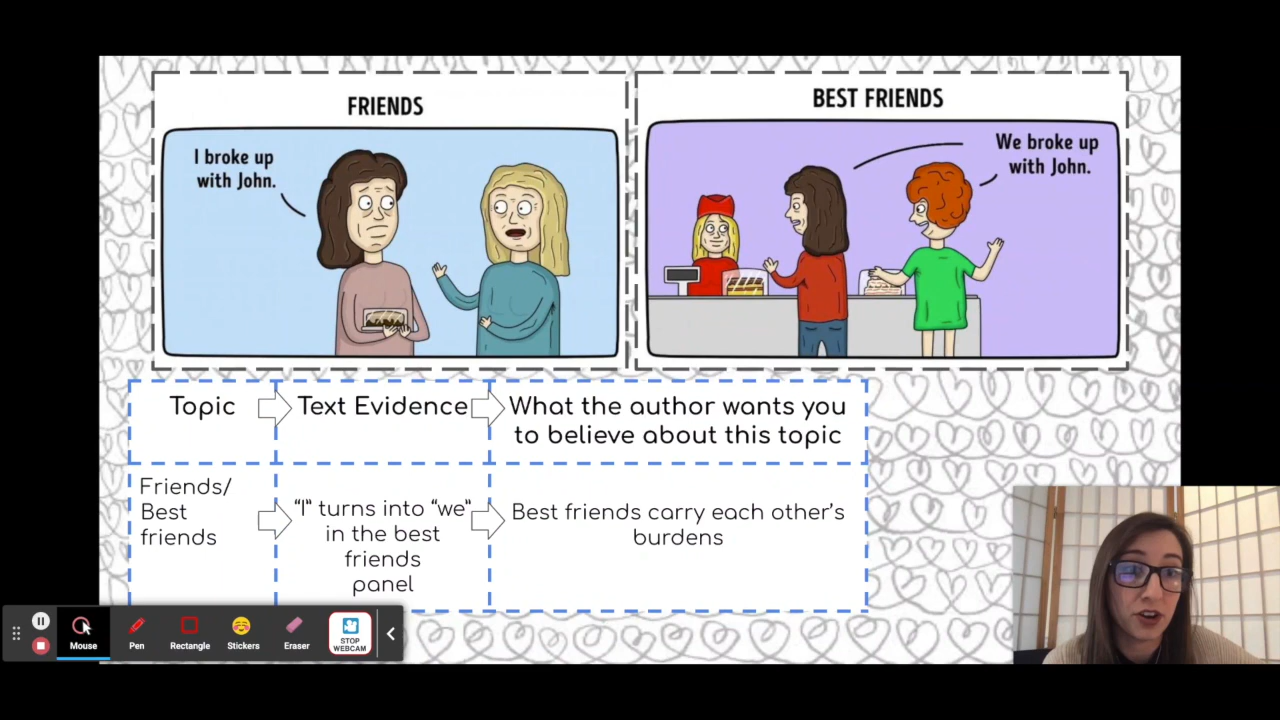 FRIENDS
I broke up
with John.
BEST FRIENDS
We broke up
with John.
Topic
Text Evidence
What the author wants you
to believe about this topic
Friends/
Best
friends
“I” turns into “we”
in the best
friends
panel
Best friends carry each other’s
burdens
Mouse
Pen
Rectangle
Stickers
Eraser
STOP
WEBCAM